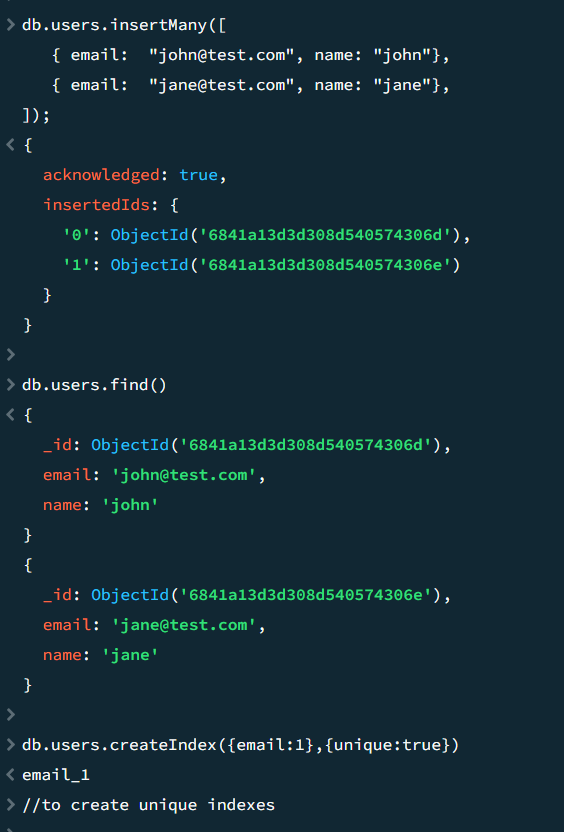 > db.users.insertMany([
{ email:  "john@test.com", name: "john"},
{ email:  "jane@test.com", name: "jane"},
]);
< {
acknowledged: true,
insertedIds: {
'0': ObjectId('6841a13d3d308d540574306d'),
'1': ObjectId('6841a13d3d308d540574306e')
}
}
>
> db.users.find()
< {
_id: ObjectId('6841a13d3d308d540574306d'),
email: 'john@test.com',
name: 'john'
}
{
_id: ObjectId('6841a13d3d308d540574306e'),
email: 'jane@test.com',
name: 'jane'
}
>
> db.users.createIndex({email:1},{unique:true})
< email_1
> //to create unique indexes